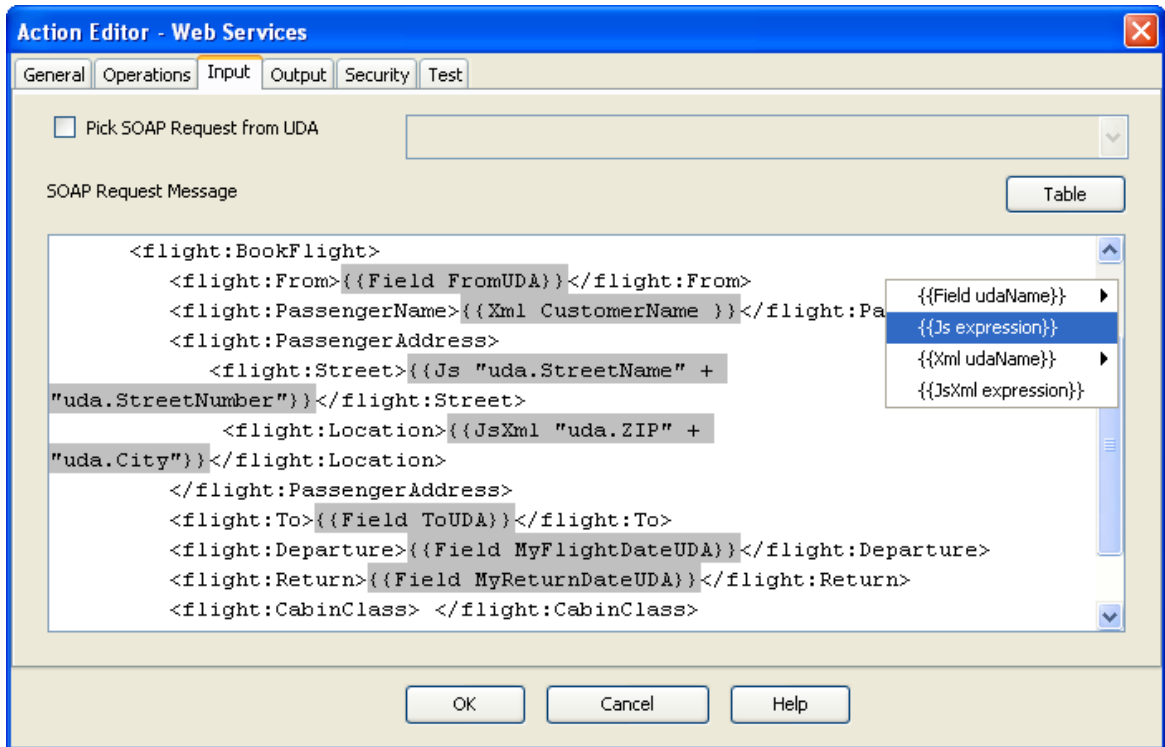 Action Editor - Web Services
General Operations Input Output Security Test
Pick SOAP Request from UDA
SOAP Request Message
Table
<flight:BookFlight>
<flight:From>{{Field FromUDA}}</flight:From>
<flight:PassengerName>{{Xml CustomerName }}</flight:Pa
<flight:PassengerAddress>
<flight:Street>{{Js "uda.StreetName" +
"uda.StreetNumber"}}</flight:Street>
<flight:Location>{{JsXml "uda.ZIP" +
"uda.City"}}</flight:Location>
</flight:PassengerAddress>
<flight:To>{{Field ToUDA}}</flight:To>
<flight:Departure>{{Field MyFlightDateUDA}}</flight:Departure>
<flight:Return>{{Field MyReturnDateUDA}}</flight:Return>
<flight:CabinClass> </flight:CabinClass>
{{Field udaName}}
{{Js expression}}
{{Xml udaName}}
{{JsXml expression}}
OK Cancel Help